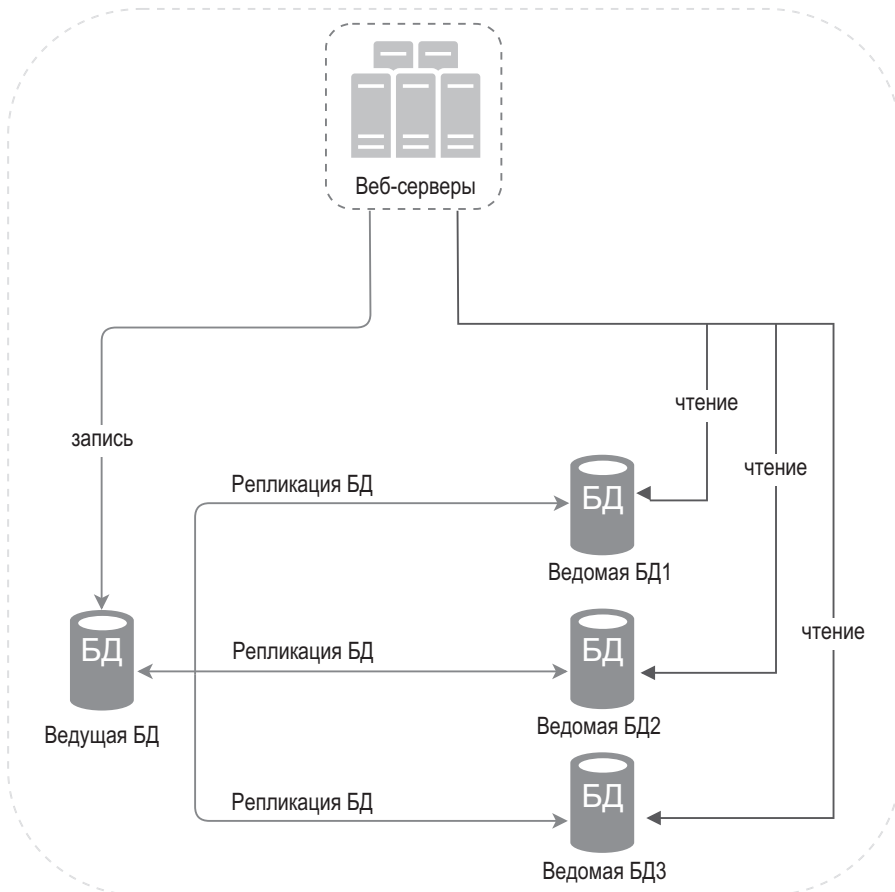 Веб-серверы
запись
чтение
чтение
чтение
Репликация БД
БД
Ведомая БД1
БД
Ведущая БД
Репликация БД
БД
Ведомая БД2
Репликация БД
БД
Ведомая БД3